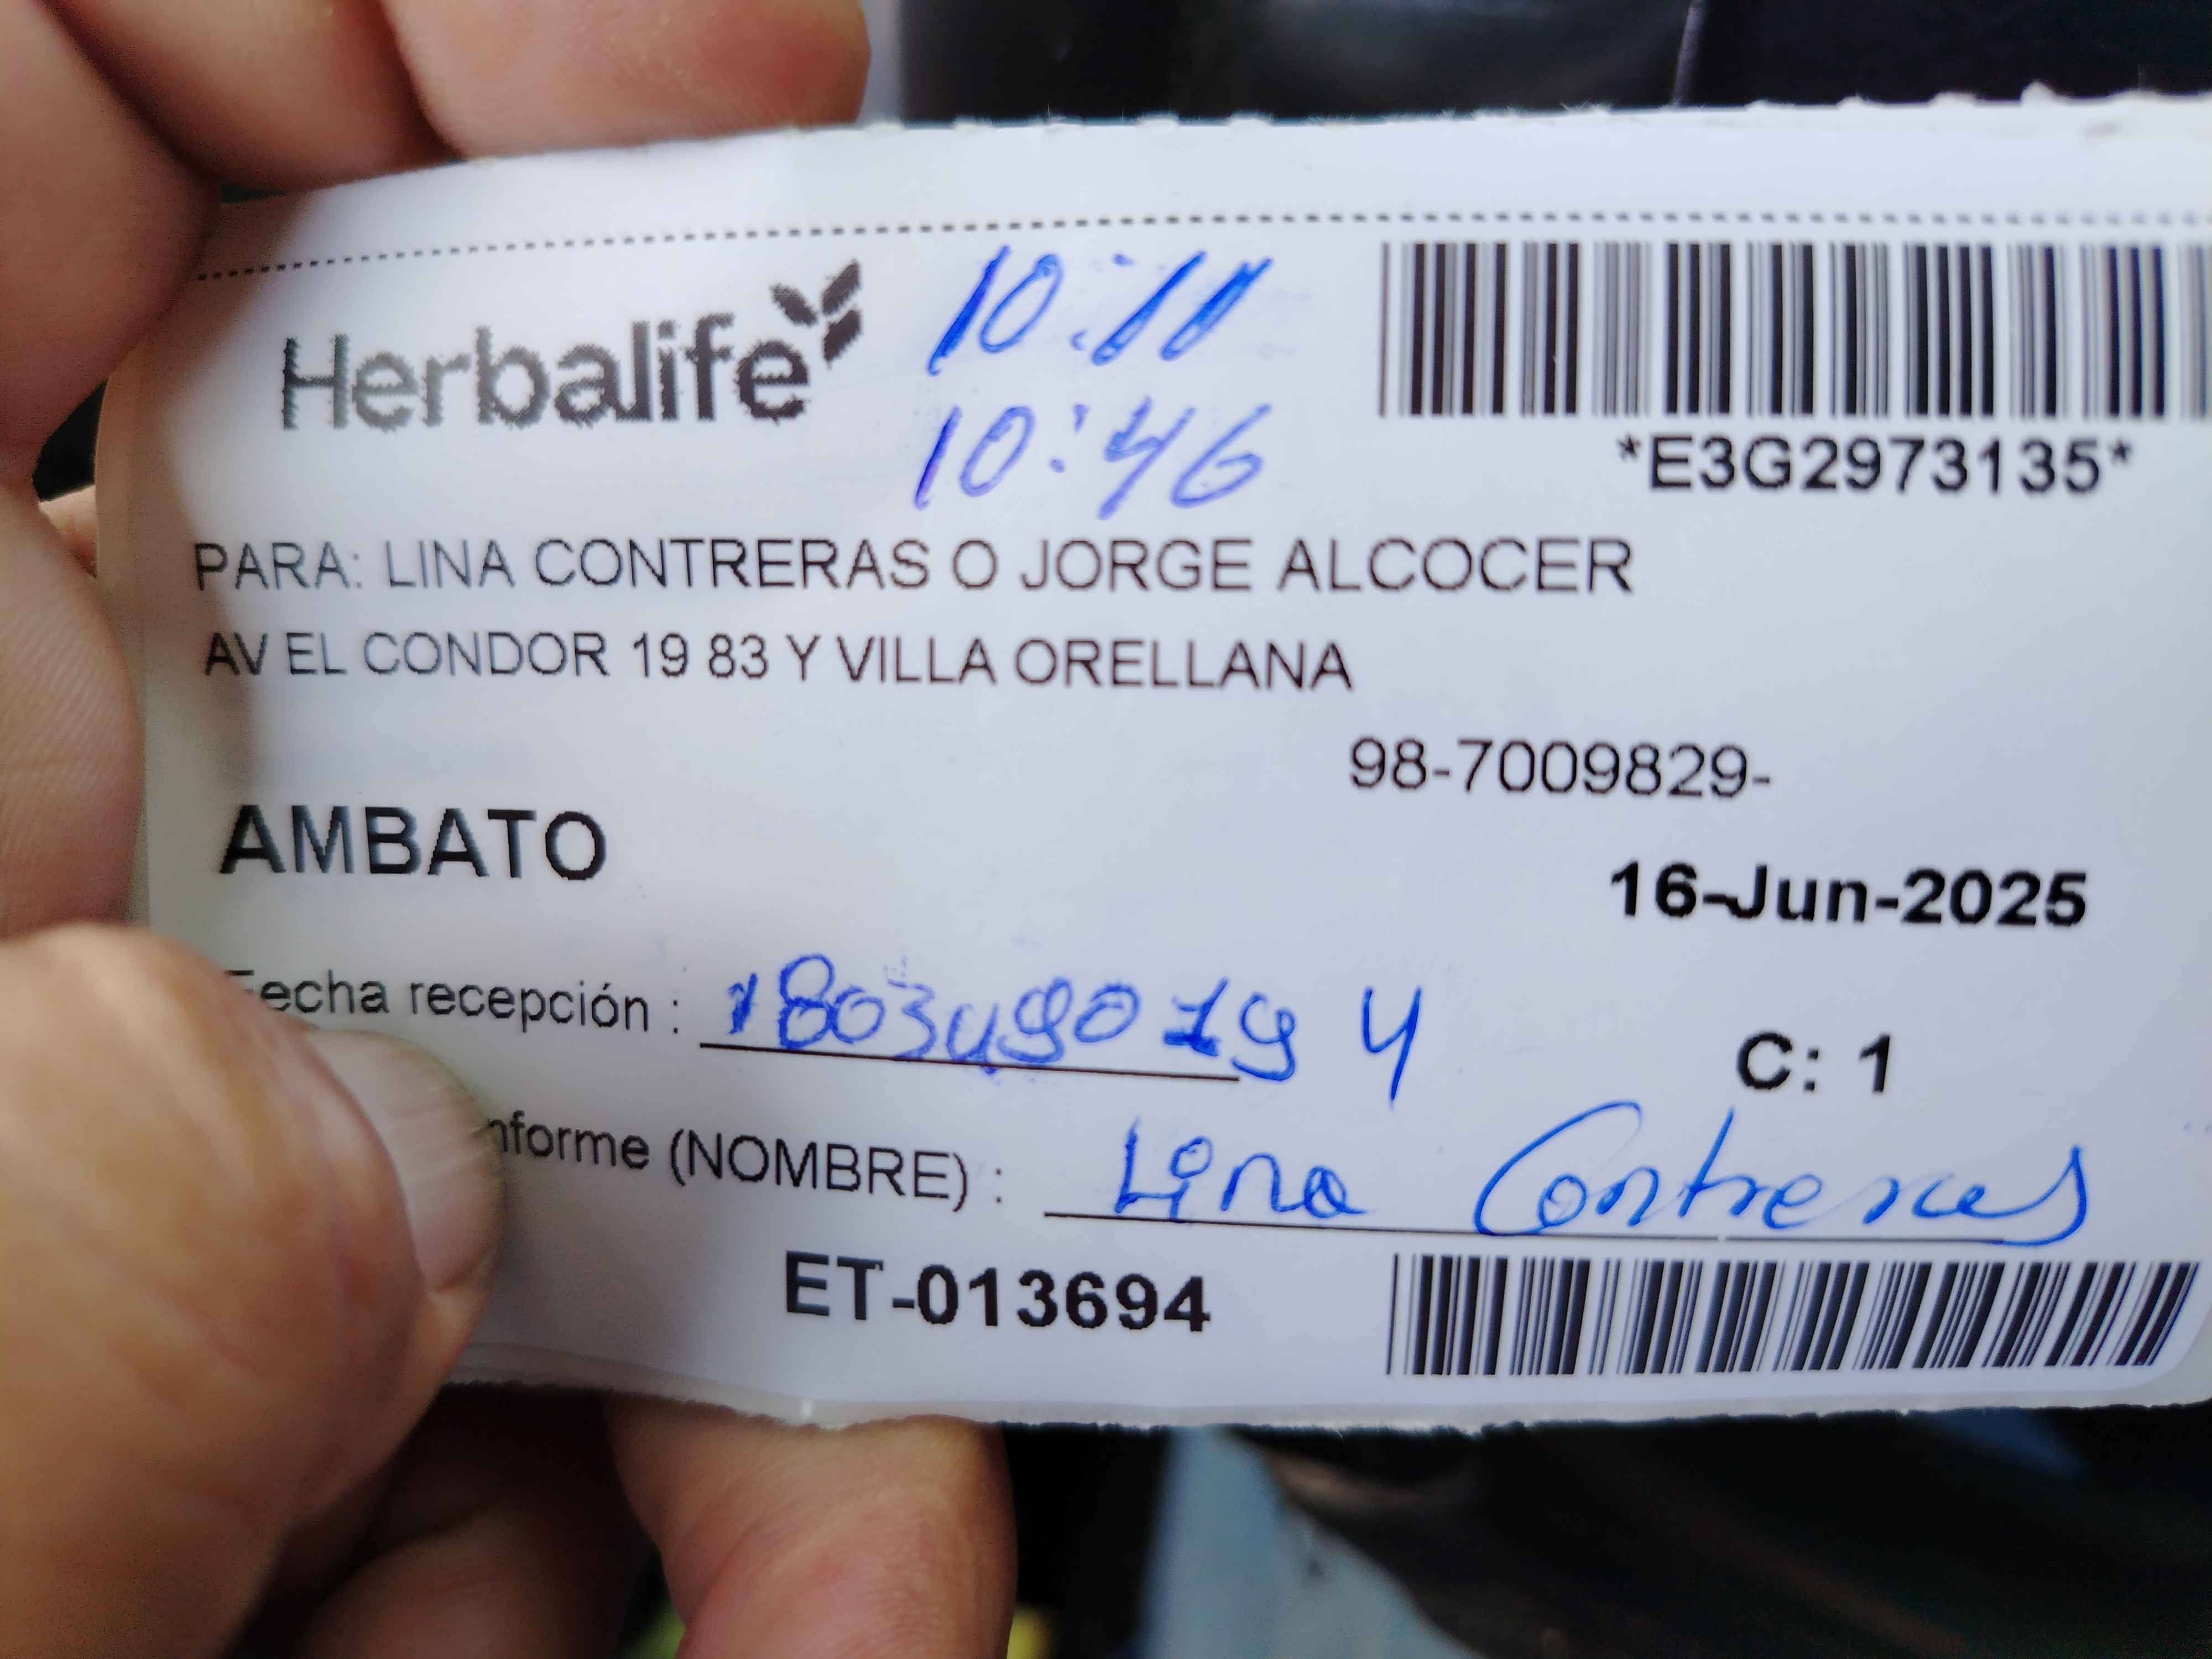 Herbalife
10:11
10:46
*E3G2973135*
PARA: LINA CONTRERAS O JORGE ALCOCER
AV EL CONDOR 19 83 Y VILLA ORELLANA
98-7009829-
AMBATO
16-Jun-2025
Fecha recepción : 1803490194
C: 1
nforme (NOMBRE) : Lina Contreras
ET-013694